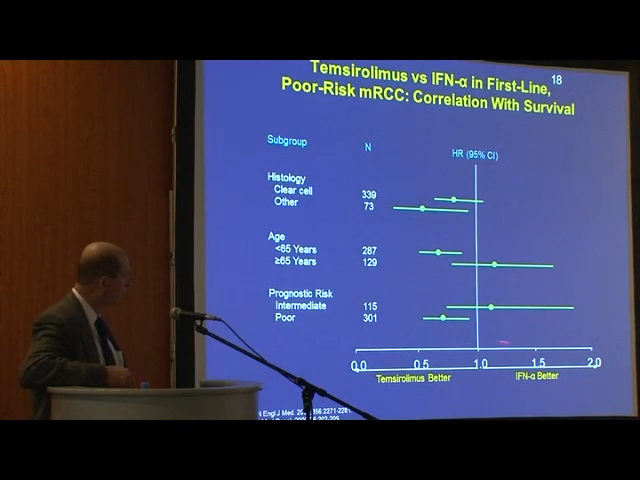 18
Temsirolimus vs IFN-α in First-Line,
Poor-Risk mRCC: Correlation With Survival
Subgroup N HR (95% CI)
Histology
Clear cell 339
Other 73
Age
<65 Years 287
≥65 Years 129
Prognostic Risk
Intermediate 115
Poor 301
0.0 0.5 1.0 1.5 2.0
Temsirolimus Better IFN-α Better
N Engl J Med.